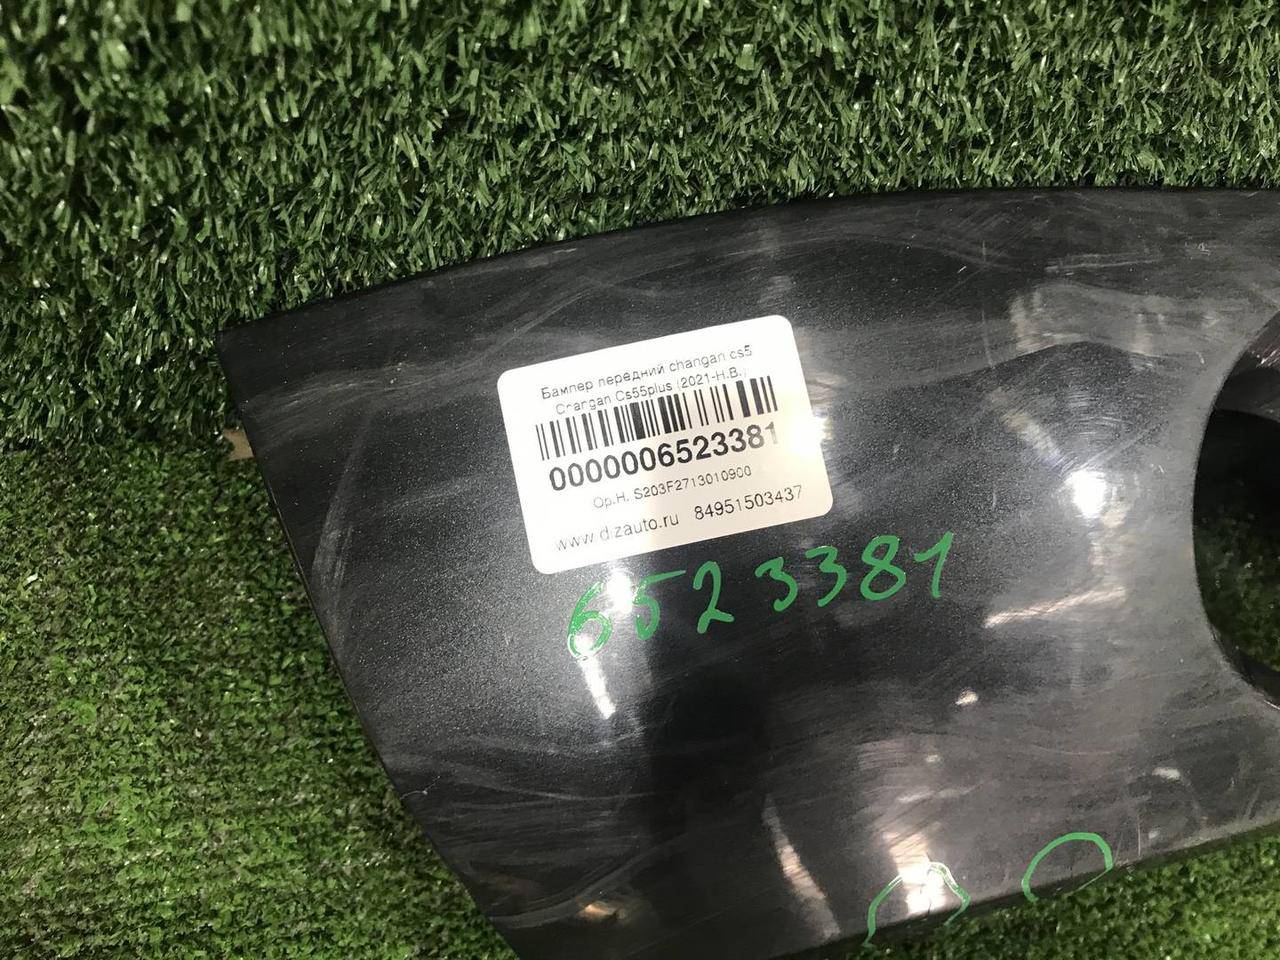 Бампер передний changan cs5
Changan Cs55plus (2021-Н.В.)
0000006523381
Ор.Н. S203F2713010900
www.dizauto.ru 84951503437
6523381